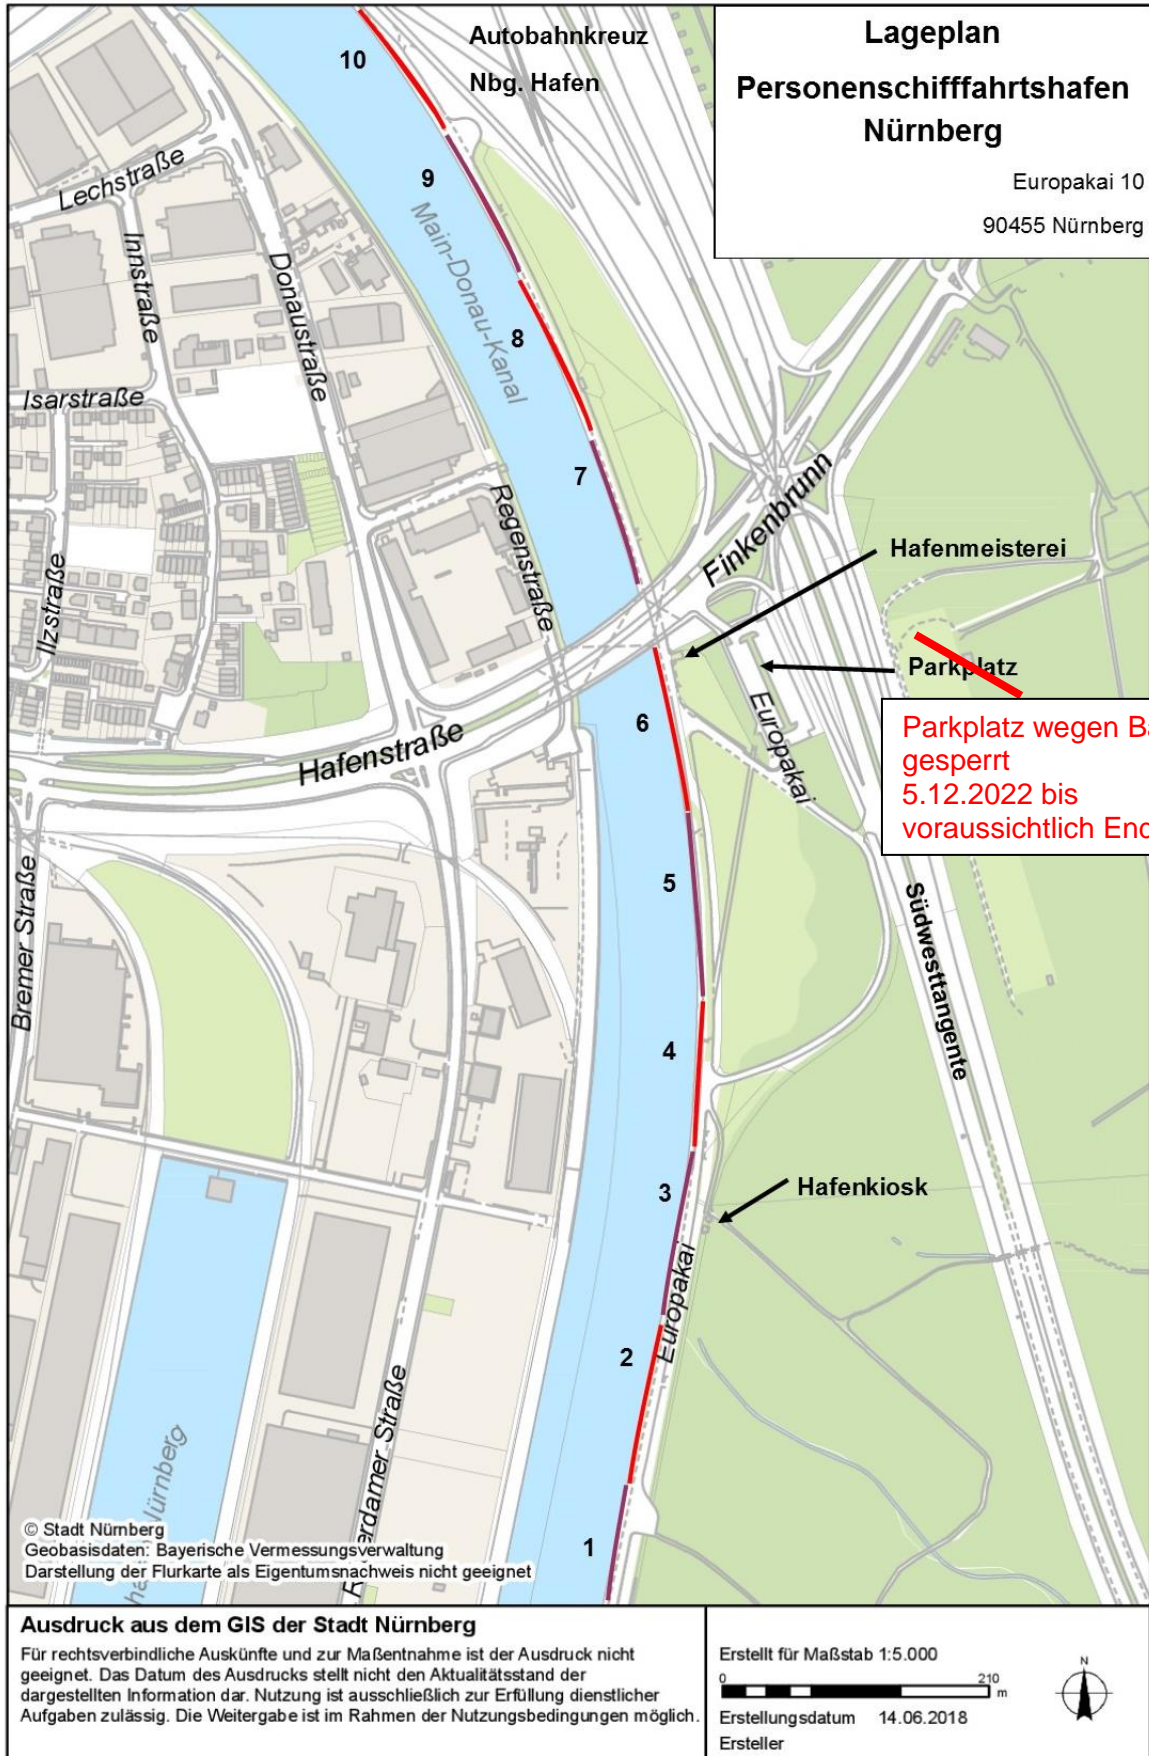 Lageplan
Personenschifffahrtshafen
Nürnberg
Europakai 10
90455 Nürnberg
Autobahnkreuz
Nbg. Hafen
10
9
8
7
6
5
4
3
2
1
Main-Donau-Kanal
Lechstraße
Innstraße
Donaustraße
Isarstraße
Ilzstraße
Regenstraße
Finkenbrunn
Hafenmeisterei
Parkplatz
Europakai
Parkplatz wegen
gesperrt
5.12.2022 bis
voraussichtlich
Hafenstraße
Bremer Straße
Südwesttangente
Hafenkiosk
Europakai
erdamer Straße
Nürnberg
© Stadt Nürnberg
Geobasisdaten: Bayerische Vermessungsverwaltung
Darstellung der Flurkarte als Eigentumsnachweis nicht geeignet
Ausdruck aus dem GIS der Stadt Nürnberg
Für rechtsverbindliche Auskünfte und zur Maßentnahme ist der Ausdruck nicht
geeignet. Das Datum des Ausdrucks stellt nicht den Aktualitätsstand der
dargestellten Information dar. Nutzung ist ausschließlich zur Erfüllung dienstlicher
Aufgaben zulässig. Die Weitergabe ist im Rahmen der Nutzungsbedingungen möglich.
Erstellt für Maßstab 1:5.000
0 210 m
Erstellungsdatum 14.06.2018
Ersteller
N